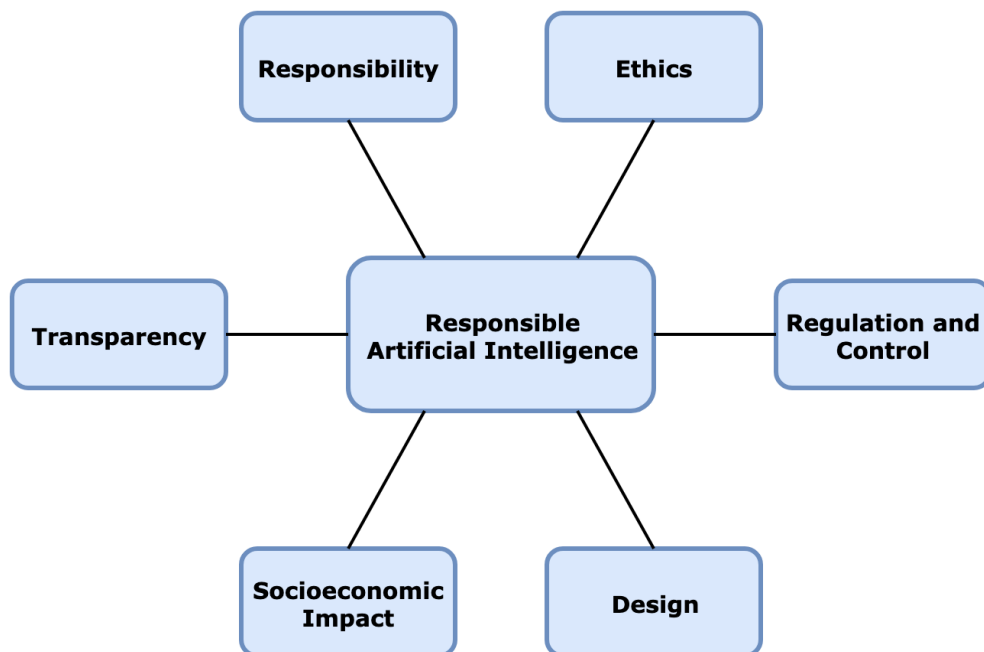 Responsibility
Ethics
Transparency
Responsible
Artificial Intelligence
Regulation and
Control
Socioeconomic
Impact
Design